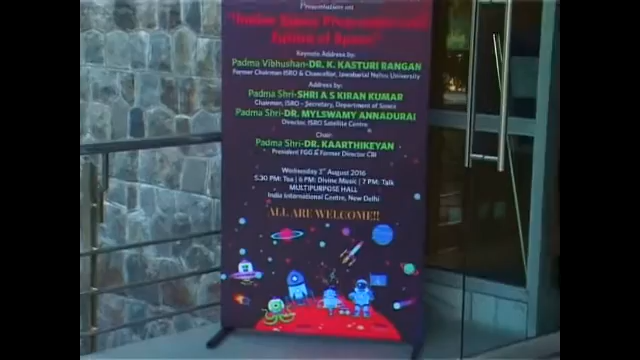 Presentation on
"Indian Space Programme and
Future of Space"
Keynote Address by:
Padma Vibhushan-DR. K. KASTURI RANGAN
Former Chairman ISRO & Chancellor, Jawaharlal Nehru University
Address by:
Padma Shri-SHRI A S KIRAN KUMAR
Chairman, ISRO - Secretary, Department of Space
Padma Shri-DR. MYLSWAMY ANNADURAI
Director, ISRO Satellite Centre
Chair:
Padma Shri-DR. KAARTHIKEYAN
President FGG & Former Director CBI
Wednesday 3rd August 2016
5.30 PM: Tea | 6 PM: Divine Music | 7 PM: Talk
MULTIPURPOSE HALL
India International Centre, New Delhi
ALL ARE WELCOME!!